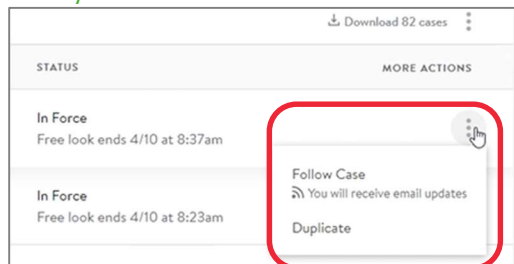 Download 82 cases
STATUS MORE ACTIONS
In Force
Free look ends 4/10 at 8:37am
Follow Case
You will receive email updates
Duplicate
In Force
Free look ends 4/10 at 8:23am